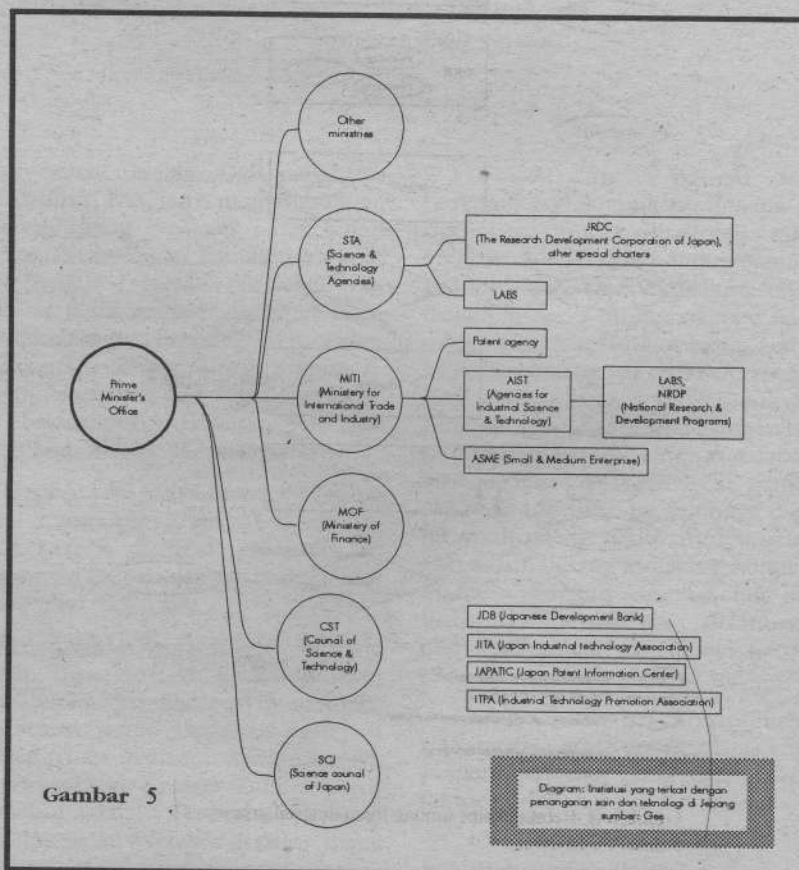 Other
ministries
STA
(Science &
Technology
Agencies)
JRDC
(The Research Development Corporation of Japan),
other special charters
LABS
Prime
Minister's
Office
MITI
(Ministery for
International Trade
and Industry)
Patent agency
AIST
(Agencies for
Industrial Science
& Technology)
LABS,
NRDP
(National Research &
Development Programs)
ASME (Small & Medium Enterprise)
MOF
(Ministery of
Finance)
CST
(Counal of
Science &
Technology)
JDB (Japanese Development Bank)
JITA (Japan Industrial technology Association)
JAPATIC (Japan Patent Information Center)
ITPA (Industrial Technology Promotion Association)
SCJ
(Science counal
of Japan)
Gambar 5
Diagram: Instatusi yang terkait dengan
penanganan sain dan teknologi di Jepang
sumber: Gee